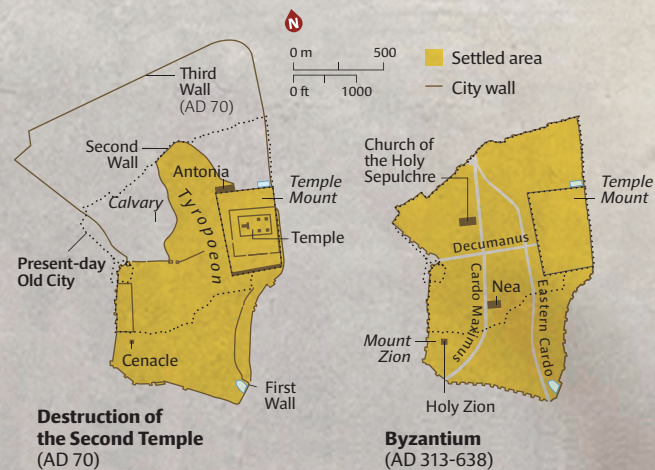 N
0 m 500
0 ft 1000
Settled area
City wall
Third
Wall
(AD 70)
Second
Wall
Antonia
Calvary
Tyropoeon
Temple
Mount
Temple
Present-day
Old City
Cenacle
First
Wall
Destruction of
the Second Temple
(AD 70)
Church of
the Holy
Sepulchre
Temple
Mount
Decumanus
Cardo Maximus
Nea
Eastern Cardo
Mount
Zion
Holy Zion
Byzantium
(AD 313-638)